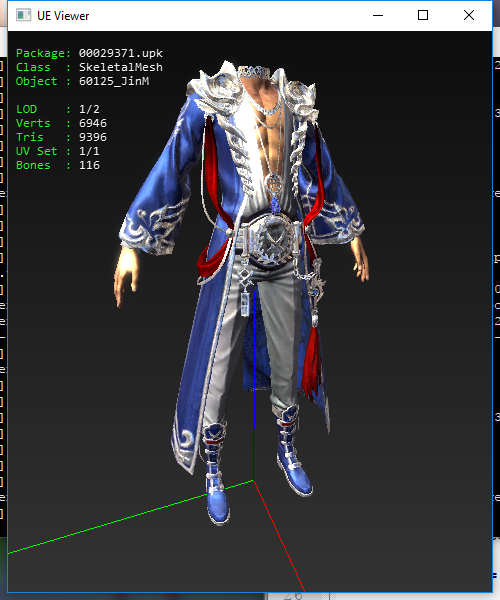 UE Viewer
Package: 00029371.upk
Class : SkeletalMesh
Object : 60125_JinM
LOD : 1/2
Verts : 6946
Tris : 9396
UV Set : 1/1
Bones : 116
26